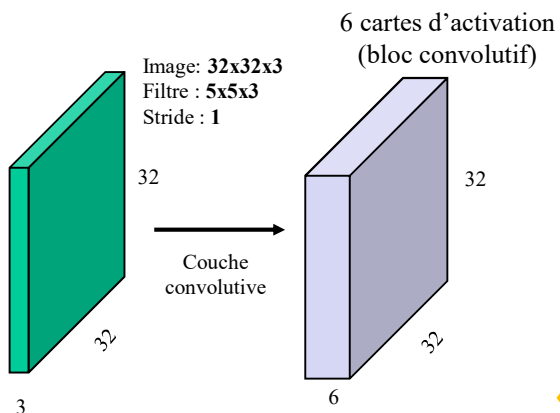 6 cartes d’activation
(bloc convolutif)
Image: 32x32x3
Filtre : 5x5x3
Stride : 1
32
32
3
Couche
convolutive
32
32
6